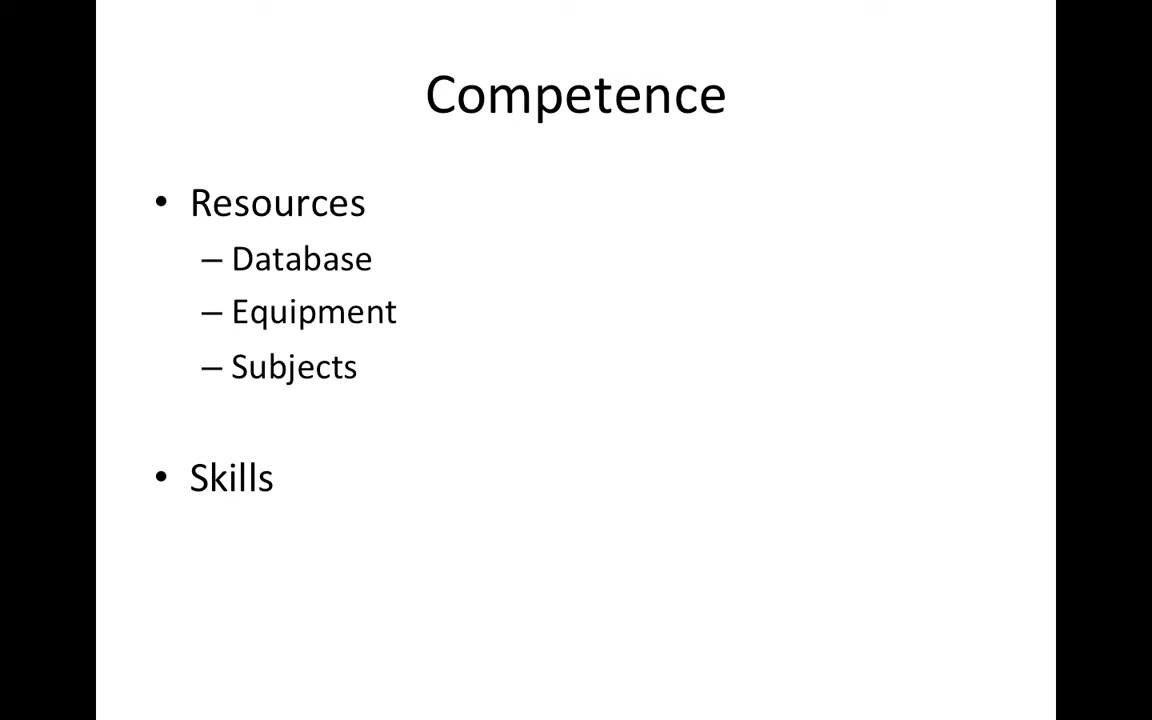 Competence
• Resources
– Database
– Equipment
– Subjects
• Skills